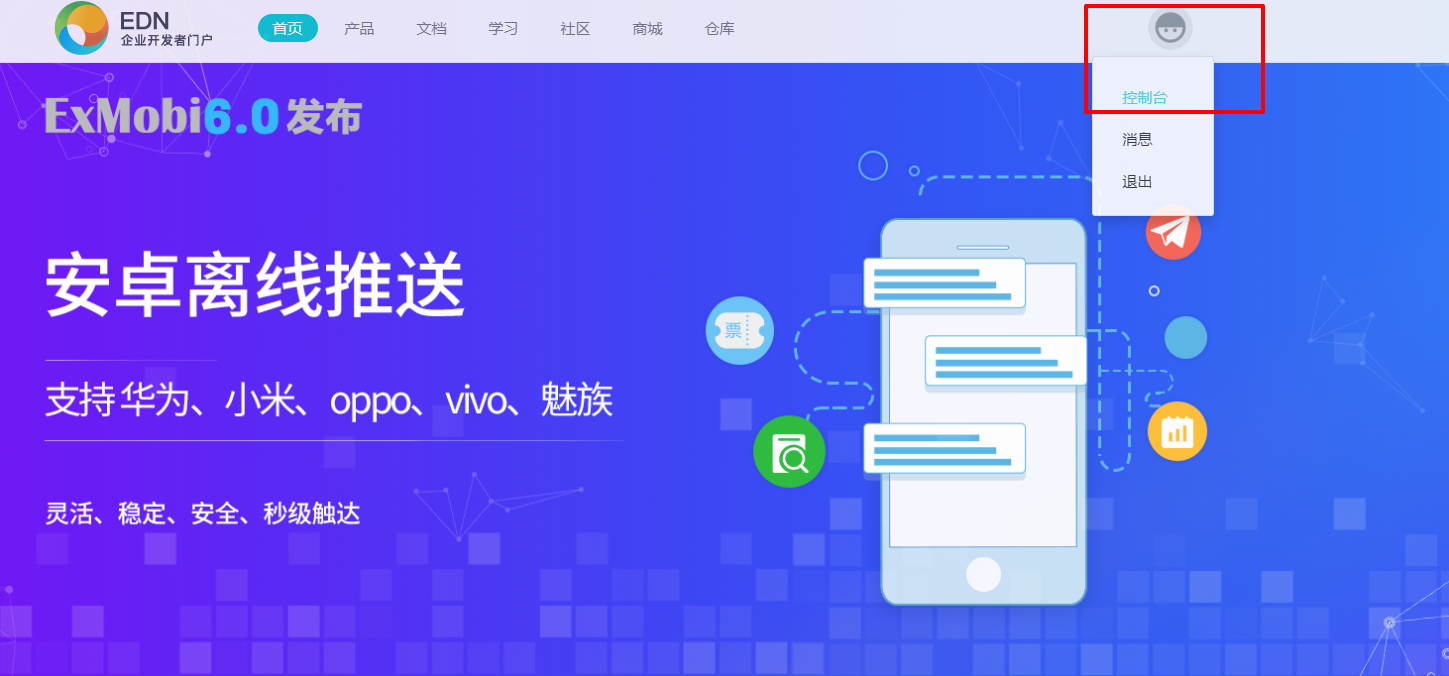 EDN
企业开发者门户
首页 产品 文档 学习 社区 商城 仓库
控制台
消息
退出
ExMobi6.0发布
安卓离线推送
支持 华为、小米、oppo、vivo、魅族
票
灵活、稳定、安全、秒级触达